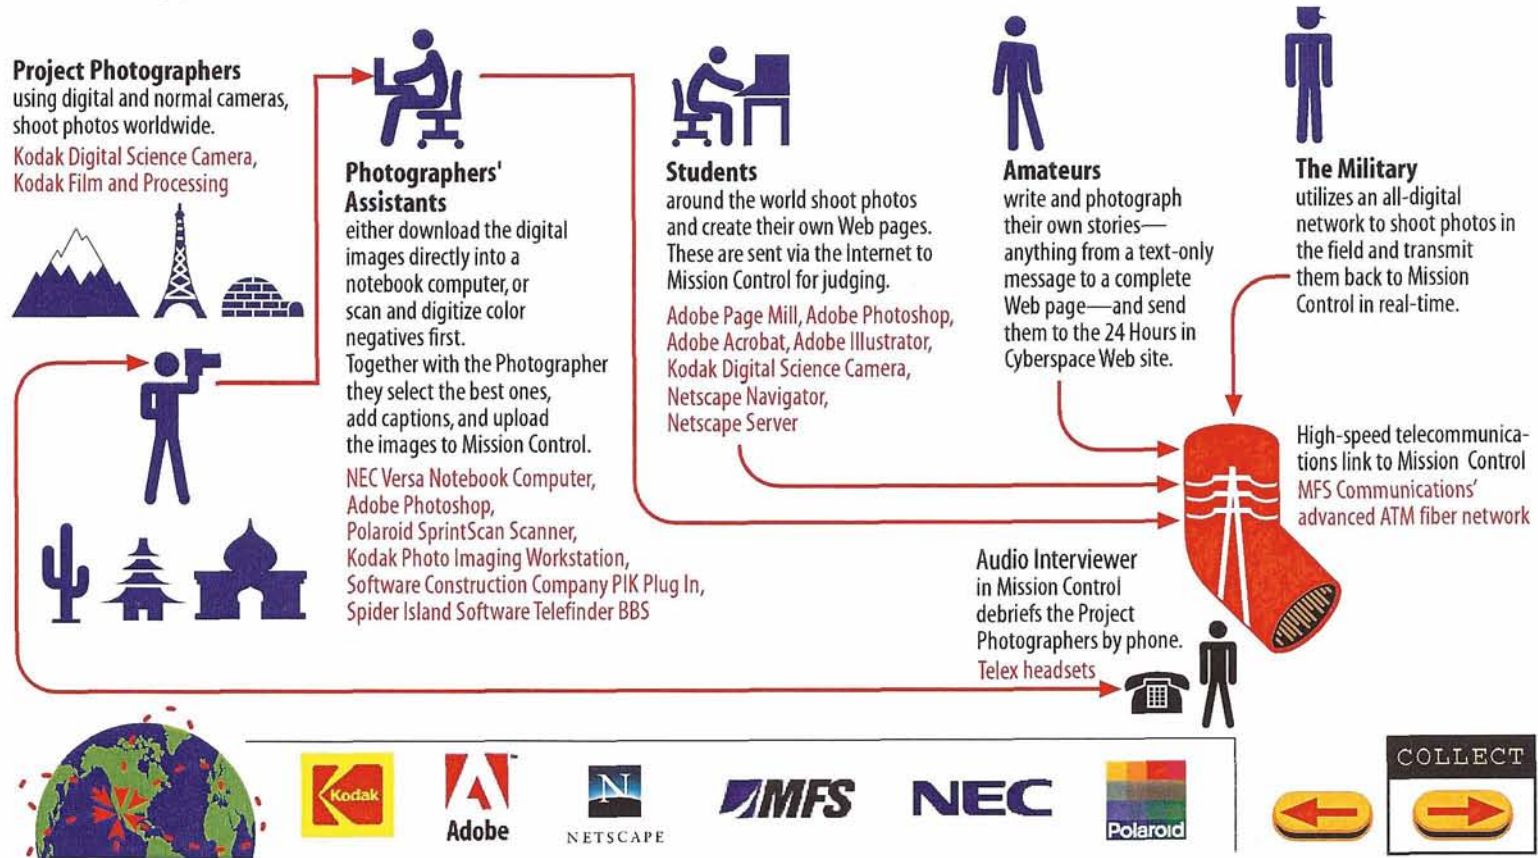 Project Photographers
using digital and normal cameras,
shoot photos worldwide.
Kodak Digital Science Camera,
Kodak Film and Processing
Photographers'
Assistants
either download the digital
images directly into a
notebook computer, or
scan and digitize color
negatives first.
Together with the Photographer
they select the best ones,
add captions, and upload
the images to Mission Control.
NEC Versa Notebook Computer,
Adobe Photoshop,
Polaroid SprintScan Scanner,
Kodak Photo Imaging Workstation,
Software Construction Company PIK Plug In,
Spider Island Software Telefinder BBS
Students
around the world shoot photos
and create their own Web pages.
These are sent via the Internet to
Mission Control for judging.
Adobe Page Mill, Adobe Photoshop,
Adobe Acrobat, Adobe Illustrator,
Kodak Digital Science Camera,
Netscape Navigator,
Netscape Server
Amateurs
write and photograph
their own stories—
anything from a text-only
message to a complete
Web page—and send
them to the 24 Hours in
Cyberspace Web site.
The Military
utilizes an all-digital
network to shoot photos in
the field and transmit
them back to Mission
Control in real-time.
High-speed telecommunica-
tions link to Mission Control
MFS Communications'
advanced ATM fiber network
Audio Interviewer
in Mission Control
debriefs the Project
Photographers by phone.
Telex headsets
Kodak
Adobe
N
NETSCAPE
MFS
NEC
Polaroid
COLLECT